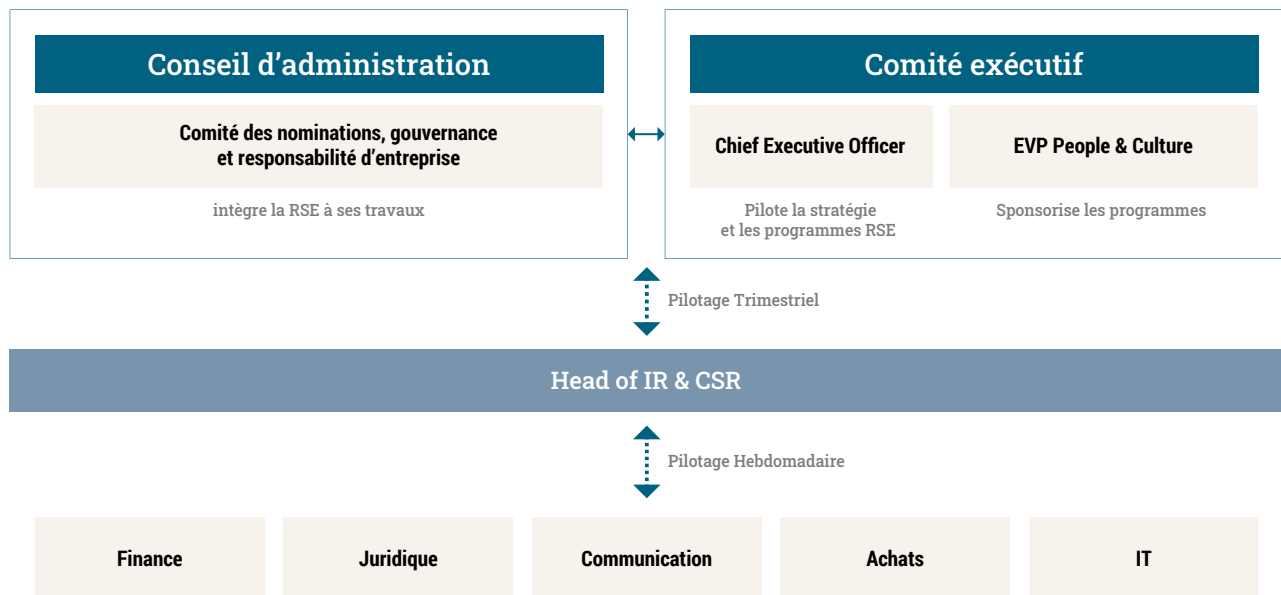 Conseil d’administration
Comité des nominations, gouvernance
et responsabilité d’entreprise
intègre la RSE à ses travaux
Comité exécutif
Chief Executive Officer
Pilote la stratégie
et les programmes RSE
EVP People & Culture
Sponsorise les programmes
Pilotage Trimestriel
Head of IR & CSR
Pilotage Hebdomadaire
Finance
Juridique
Communication
Achats
IT